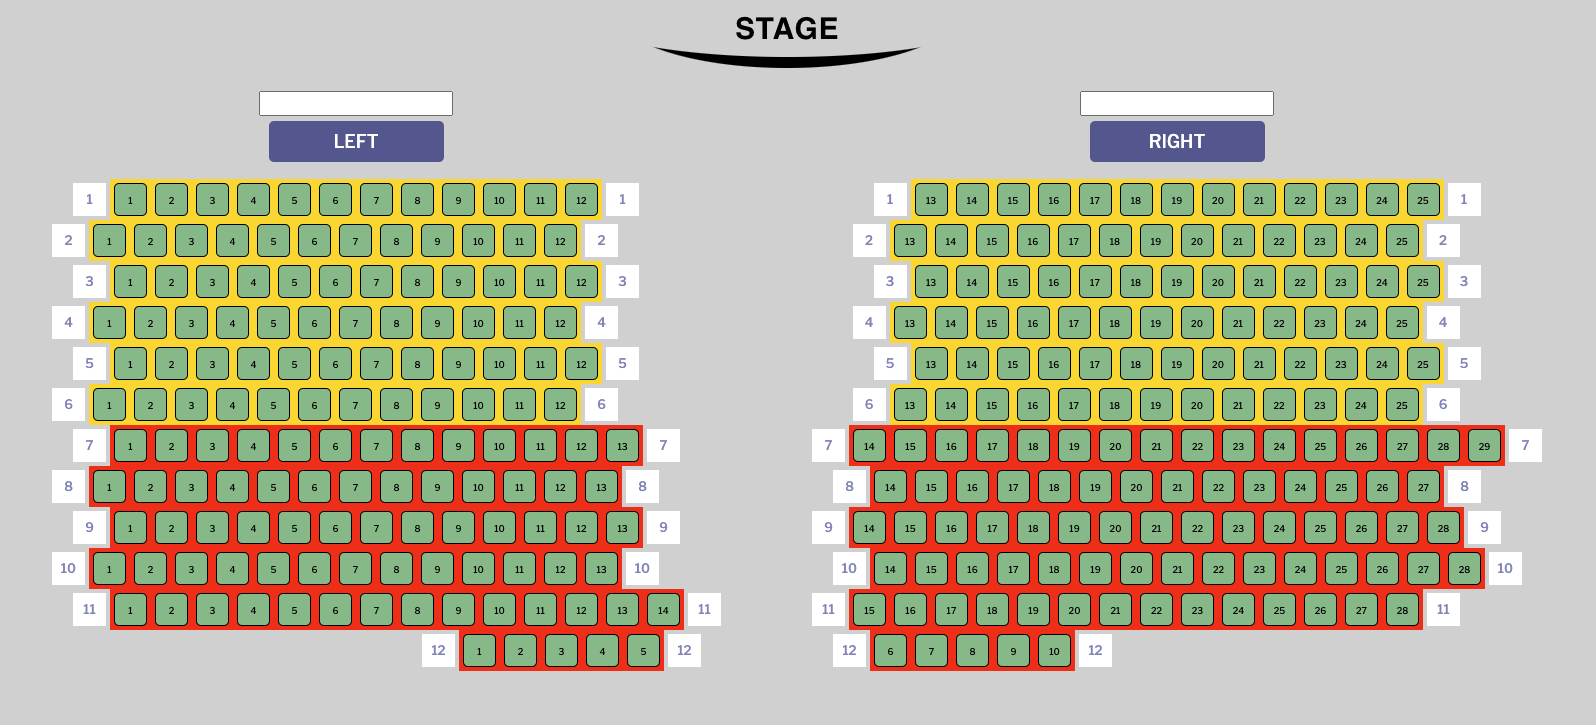 STAGE
LEFT RIGHT
1 1 2 3 4 5 6 7 8 9 10 11 12 1 1 13 14 15 16 17 18 19 20 21 22 23 24 25 1
2 1 2 3 4 5 6 7 8 9 10 11 12 2 2 13 14 15 16 17 18 19 20 21 22 23 24 25 2
3 1 2 3 4 5 6 7 8 9 10 11 12 3 3 13 14 15 16 17 18 19 20 21 22 23 24 25 3
4 1 2 3 4 5 6 7 8 9 10 11 12 4 4 13 14 15 16 17 18 19 20 21 22 23 24 25 4
5 1 2 3 4 5 6 7 8 9 10 11 12 5 5 13 14 15 16 17 18 19 20 21 22 23 24 25 5
6 1 2 3 4 5 6 7 8 9 10 11 12 6 6 13 14 15 16 17 18 19 20 21 22 23 24 25 6
7 1 2 3 4 5 6 7 8 9 10 11 12 13 7 7 14 15 16 17 18 19 20 21 22 23 24 25 26 27 28 29 7
8 1 2 3 4 5 6 7 8 9 10 11 12 13 8 8 14 15 16 17 18 19 20 21 22 23 24 25 26 27 8
9 1 2 3 4 5 6 7 8 9 10 11 12 13 9 9 14 15 16 17 18 19 20 21 22 23 24 25 26 27 28 9
10 1 2 3 4 5 6 7 8 9 10 11 12 13 10 10 14 15 16 17 18 19 20 21 22 23 24 25 26 27 28 10
11 1 2 3 4 5 6 7 8 9 10 11 12 13 14 11 11 15 16 17 18 19 20 21 22 23 24 25 26 27 28 11
12 1 2 3 4 5 12 12 6 7 8 9 10 12